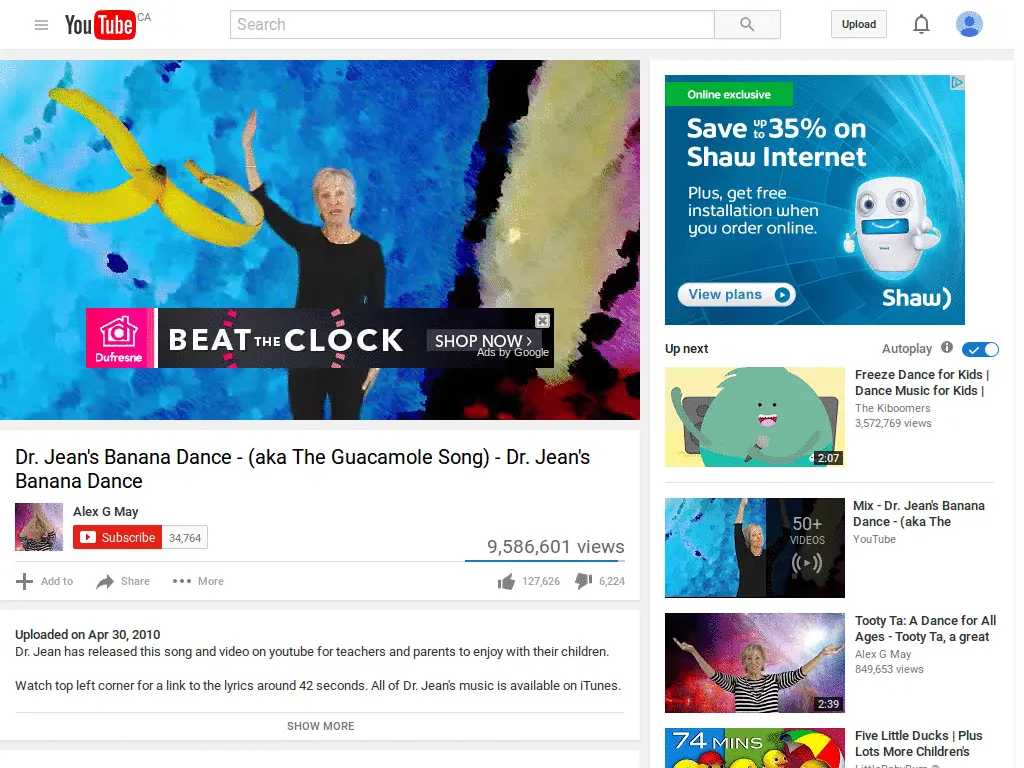 YouTube CA
Search
Upload
BEAT THE CLOCK
SHOP NOW ›
Ads by Google
Dufresne
Dr. Jean's Banana Dance - (aka The Guacamole Song) - Dr. Jean's
Banana Dance
Alex G May
Subscribe 34,764
9,586,601 views
Add to Share More
127,626 6,224
Uploaded on Apr 30, 2010
Dr. Jean has released this song and video on youtube for teachers and parents to enjoy with their children.
Watch top left corner for a link to the lyrics around 42 seconds. All of Dr. Jean's music is available on iTunes.
SHOW MORE
Online exclusive
Save up to 35% on
Shaw Internet
Plus, get free
installation when
you order online.
View plans
Shaw)
Up next
Autoplay
Freeze Dance for Kids |
Dance Music for Kids |
The Kiboomers
3,572,769 views
2:07
50+
VIDEOS
Mix - Dr. Jean's Banana
Dance - (aka The
YouTube
Tooty Ta: A Dance for All
Ages - Tooty Ta, a great
Alex G May
849,653 views
2:39
74 MINS
Five Little Ducks | Plus
Lots More Children's